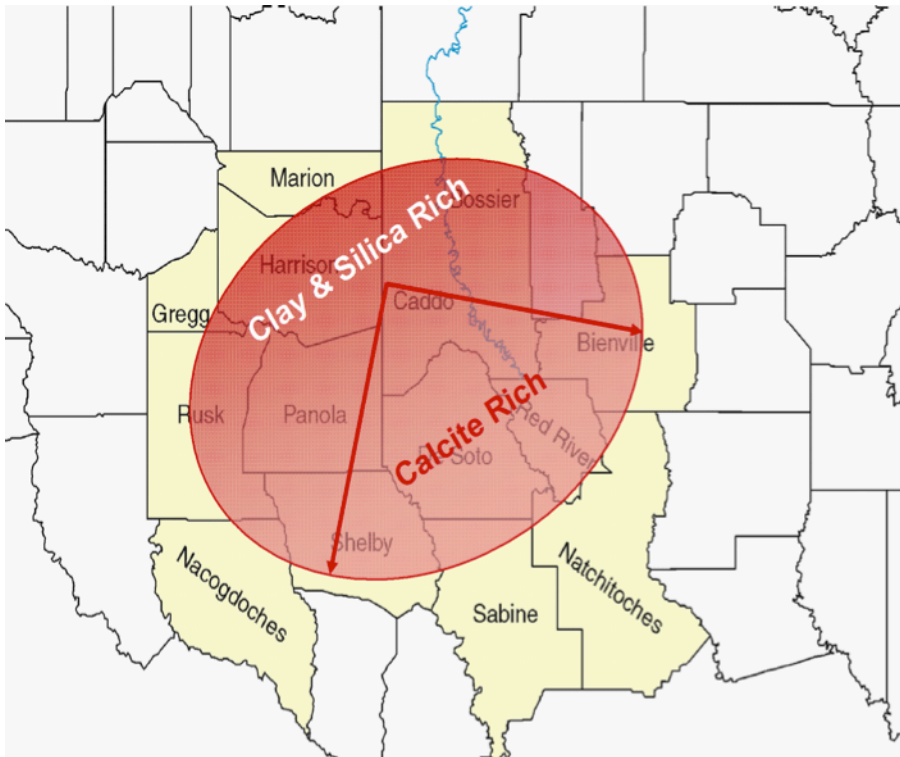 Marion
Bossier
Clay & Silica Rich
Harrison
Caddo
Gregg
Bienville
Rusk
Panola
Calcite Rich
Red River
De Soto
Shelby
Nacogdoches
Sabine
Natchitoches